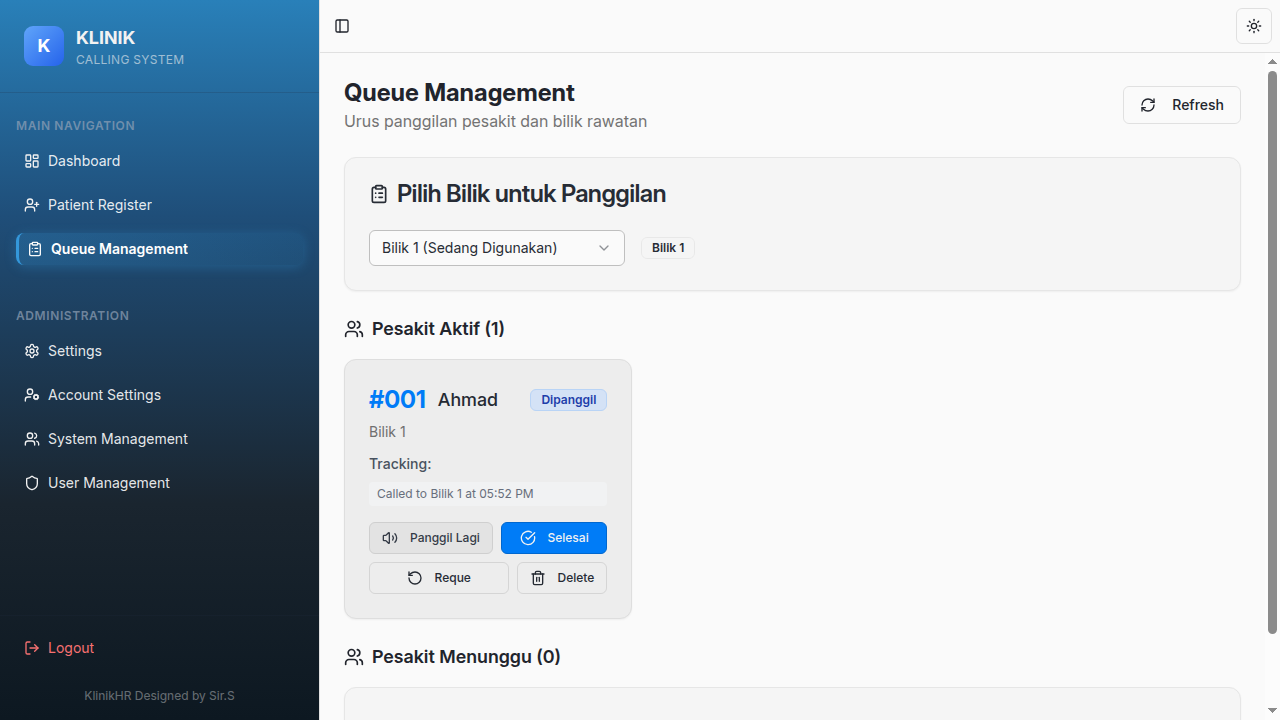 K
KLINIK
CALLING SYSTEM
MAIN NAVIGATION
Dashboard
Patient Register
Queue Management
ADMINISTRATION
Settings
Account Settings
System Management
User Management
Logout
KlinikHR Designed by Sir.S
Queue Management
Urus panggilan pesakit dan bilik rawatan
Refresh
Pilih Bilik untuk Panggilan
Bilik 1 (Sedang Digunakan)
Bilik 1
Pesakit Aktif (1)
#001 Ahmad Dipanggil
Bilik 1
Tracking:
Called to Bilik 1 at 05:52 PM
Panggil Lagi Selesai
Reque Delete
Pesakit Menunggu (0)